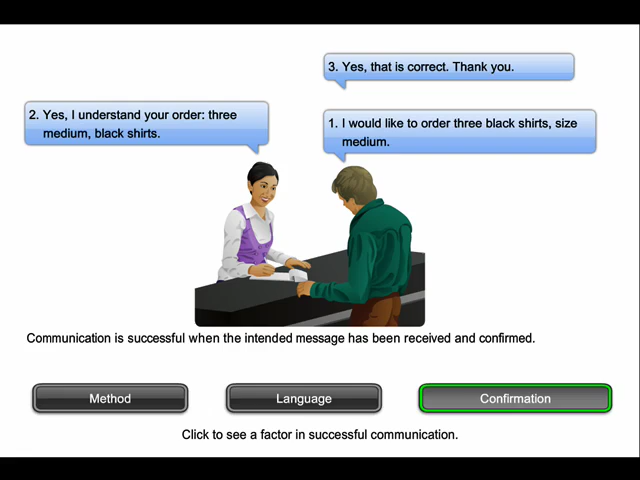 3. Yes, that is correct. Thank you.
2. Yes, I understand your order: three
medium, black shirts.
1. I would like to order three black shirts, size
medium.
Communication is successful when the intended message has been received and confirmed.
Method
Language
Confirmation
Click to see a factor in successful communication.